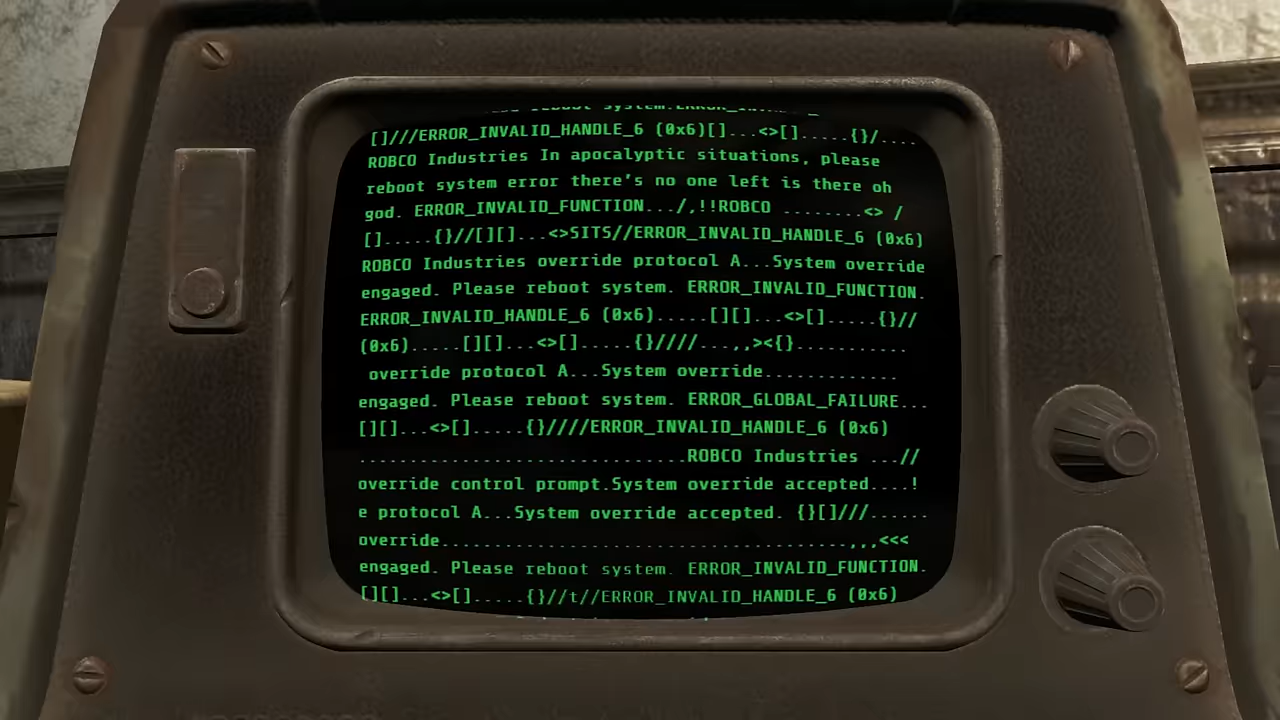 reboot system.ERROR_
[]///ERROR_INVALID_HANDLE_6 (0x6)[]...<>[].....{}/....
ROBCO Industries In apocalyptic situations, please
reboot system error there's no one left is there oh
god. ERROR_INVALID_FUNCTION.../,!!ROBCO ........<> /
[].....{}//[][]...<>SITS//ERROR_INVALID_HANDLE_6 (0x6)
ROBCO Industries override protocol A...System override
engaged. Please reboot system. ERROR_INVALID_FUNCTION.
ERROR_INVALID_HANDLE_6 (0x6).....[][]...<>[].....{}//
(0x6).....[][]...<>[].....{}////...,,><{}...........
override protocol A...System override.............
engaged. Please reboot system. ERROR_GLOBAL_FAILURE...
[][]...<>[].....{}////ERROR_INVALID_HANDLE_6 (0x6)
...............................ROBCO Industries ...//
override control prompt.System override accepted....!
e protocol A...System override accepted. {}[]///......
override.......................................,,,<<<
engaged. Please reboot system. ERROR_INVALID_FUNCTION.
[][]...<>[].....{}//t//ERROR_INVALID_HANDLE_6 (0x6)